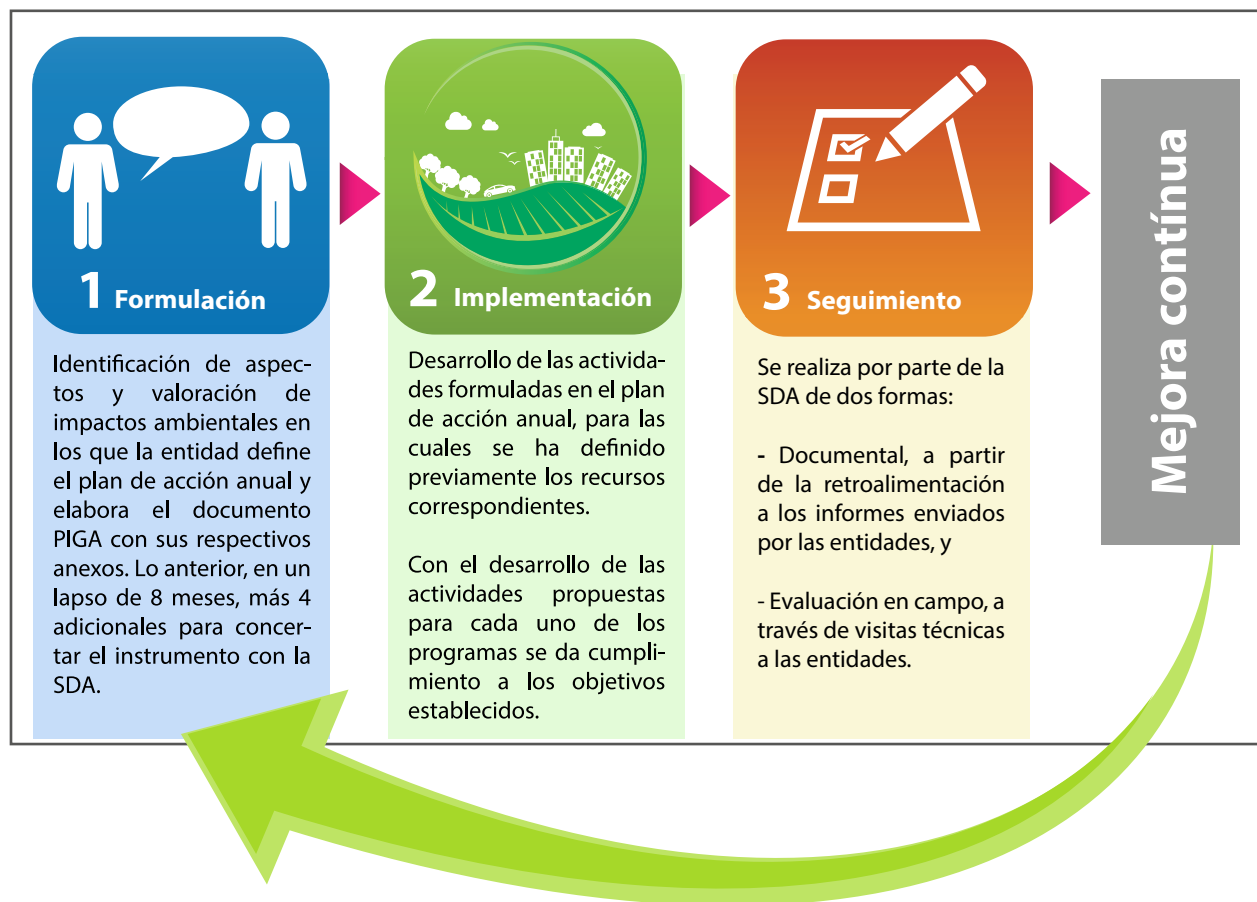 1 Formulación
Identificación de aspec-
tos y valoración de
impactos ambientales en
los que la entidad define
el plan de acción anual y
elabora el documento
PIGA con sus respectivos
anexos. Lo anterior, en un
lapso de 8 meses, más 4
adicionales para concer-
tar el instrumento con la
SDA.
2 Implementación
Desarrollo de las activida-
des formuladas en el plan
de acción anual, para las
cuales se ha definido
previamente los recursos
correspondientes.
Con el desarrollo de las
actividades propuestas
para cada uno de los
programas se da cumpli-
miento a los objetivos
establecidos.
3 Seguimiento
Se realiza por parte de la
SDA de dos formas:
- Documental, a partir
de la retroalimentación
a los informes enviados
por las entidades, y
- Evaluación en campo, a
través de visitas técnicas
a las entidades.
Mejora contínua